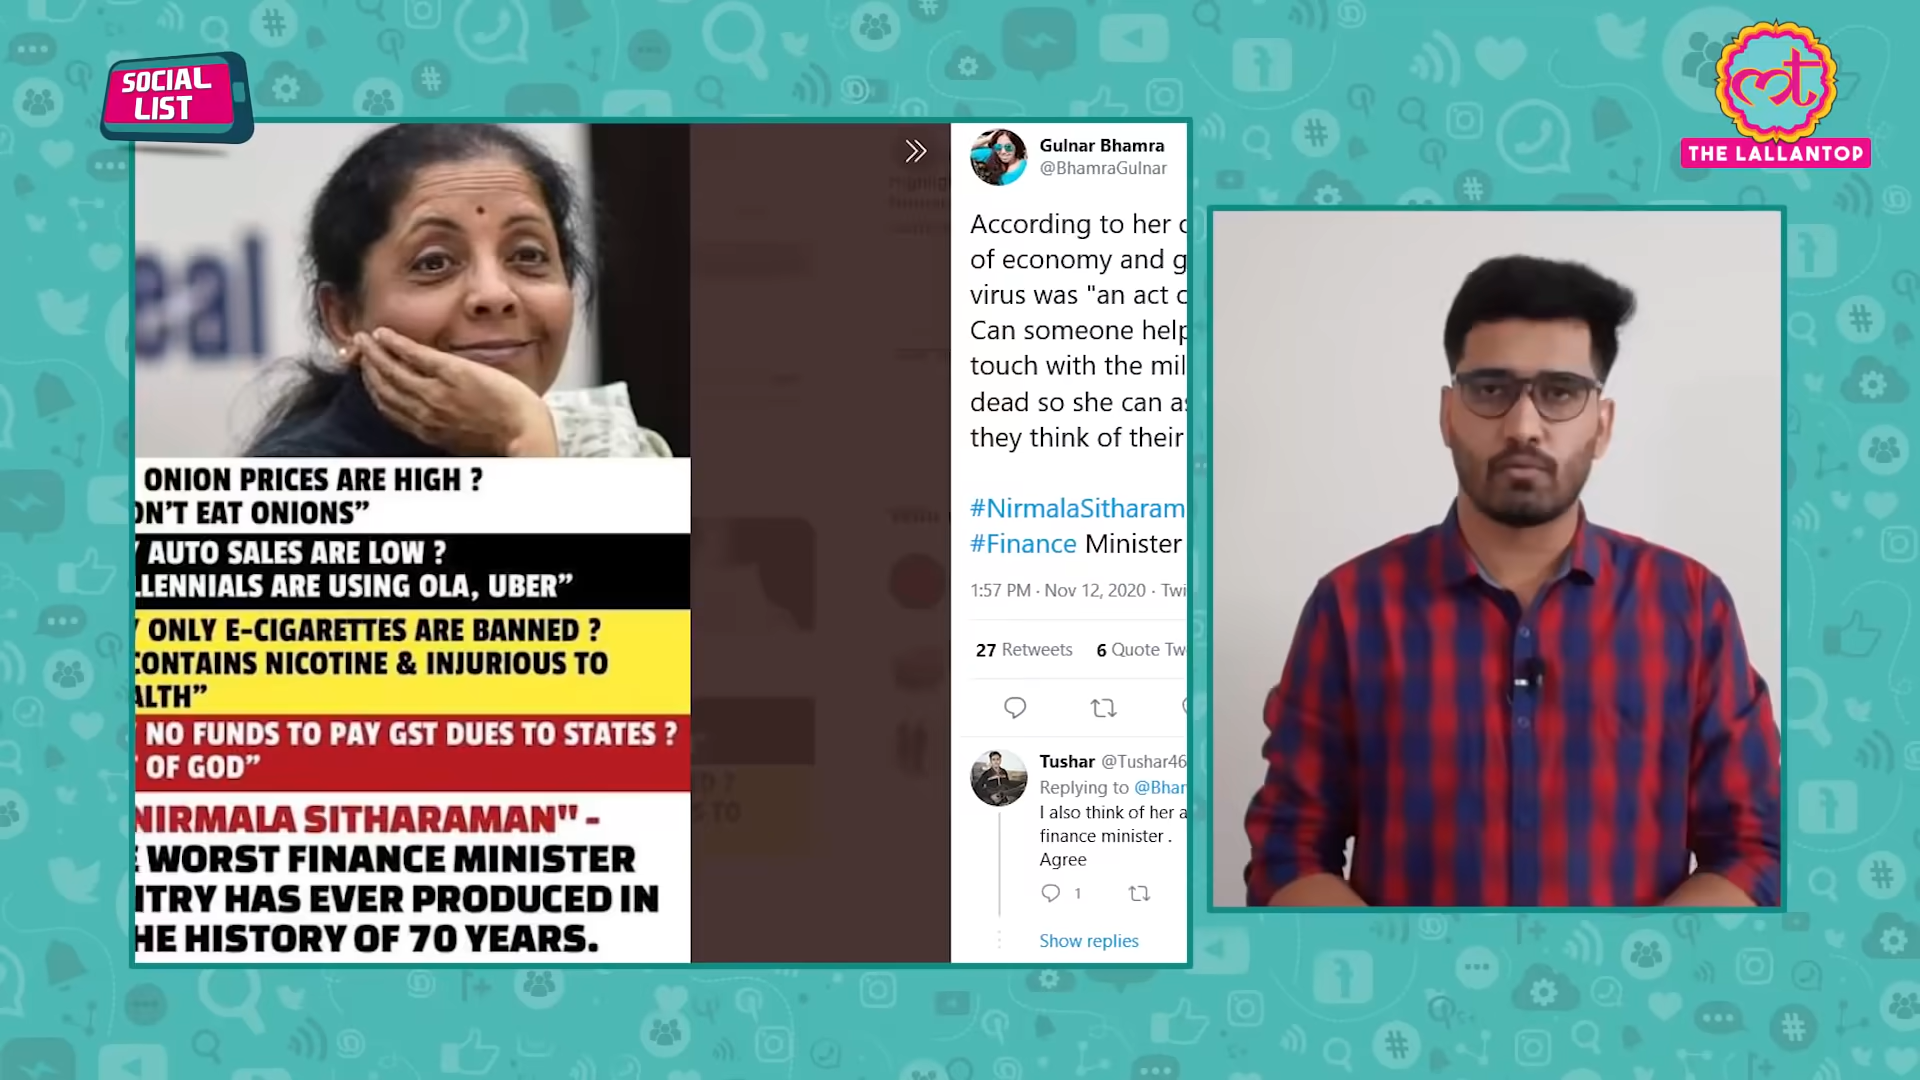 SOCIAL
LIST
THE LALLANTOP
eal
ONION PRICES ARE HIGH ?
ON'T EAT ONIONS”
AUTO SALES ARE LOW ?
LLENNIALS ARE USING OLA, UBER”
ONLY E-CIGARETTES ARE BANNED ?
CONTAINS NICOTINE & INJURIOUS TO
ALTH”
NO FUNDS TO PAY GST DUES TO STATES ?
OF GOD”
NIRMALA SITHARAMAN" -
WORST FINANCE MINISTER
NTRY HAS EVER PRODUCED IN
HE HISTORY OF 70 YEARS.
Gulnar Bhamra
@BhamraGulnar
According to her
of economy and g
virus was "an act
Can someone help
touch with the mil
dead so she can as
they think of their
#NirmalaSitharam
#Finance Minister
1:57 PM · Nov 12, 2020 · Twi
27 Retweets 6 Quote Tw
Tushar @Tushar46
Replying to @Bham
I also think of her a
finance minister .
Agree
1
Show replies